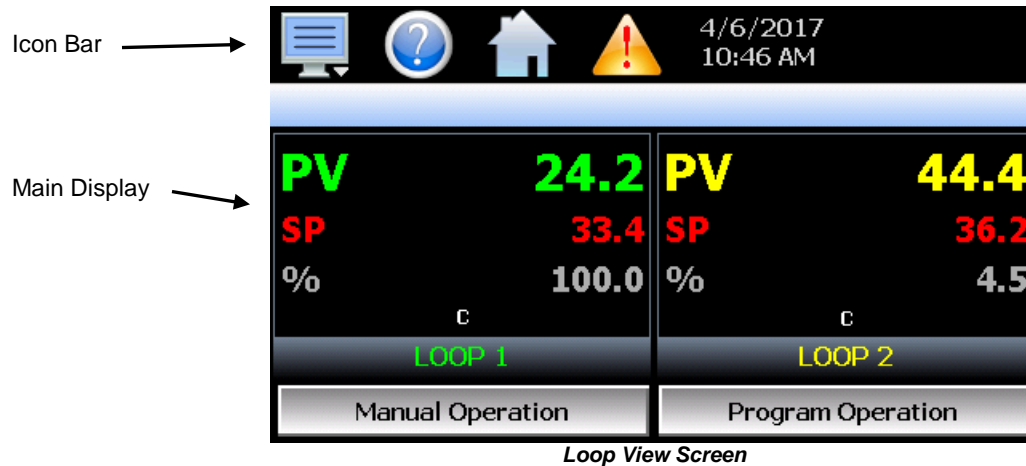 Icon Bar
4/6/2017
10:46 AM
Main Display
PV 24.2
SP 33.4
% 100.0
C
LOOP 1
Manual Operation
PV 44.4
SP 36.2
% 4.5
C
LOOP 2
Program Operation
Loop View Screen